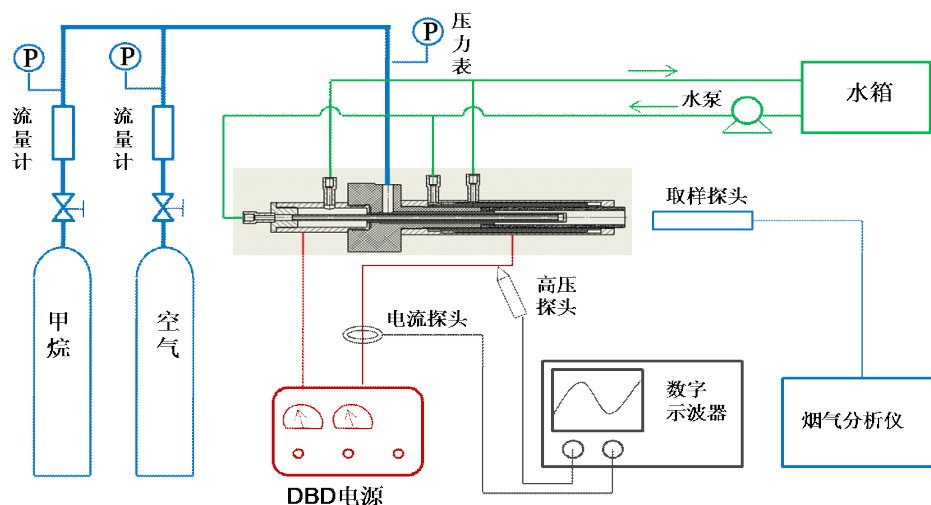 P
P
P
压
力
表
流
量
计
流
量
计
水泵
水箱
取样探头
高压
探头
电流探头
甲
烷
空
气
数字
示波器
烟气分析仪
DBD电源